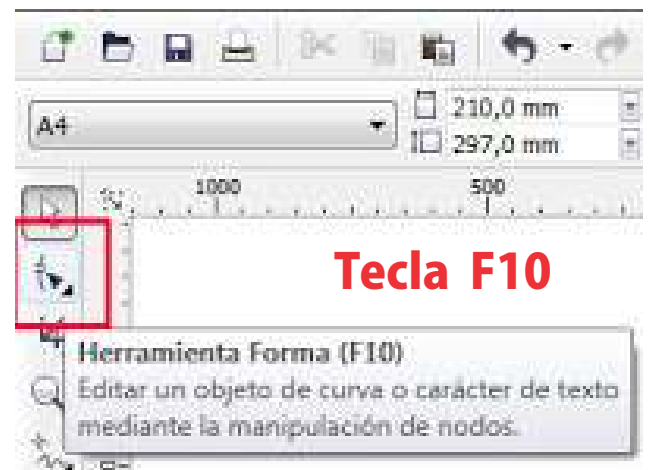 A4
210,0 mm
297,0 mm
1000 500
Tecla F10
Herramienta Forma (F10)
Editar un objeto de curva o carácter de texto
mediante la manipulación de nodos.